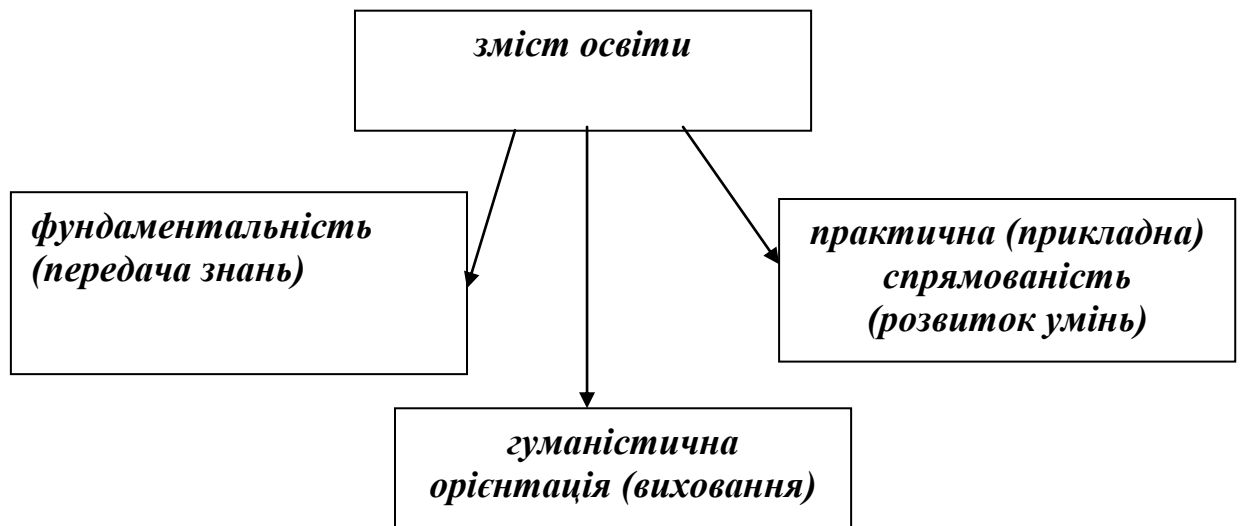 зміст освіти
фундаментальність
(передача знань)
практична (прикладна)
спрямованість
(розвиток умінь)
гуманістична
орієнтація (виховання)